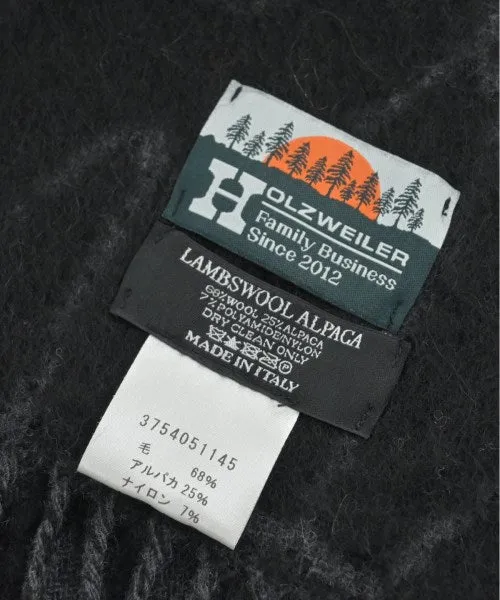 HOLZWEILER
Family Business
Since 2012
LAMBSWOOL ALPACA
68%WOOL 25%ALPACA
7%POLYAMIDE/NYLON
DRY CLEAN ONLY
MADE IN ITALY
3754051145
毛 68%
アルパカ 25%
ナイロン 7%